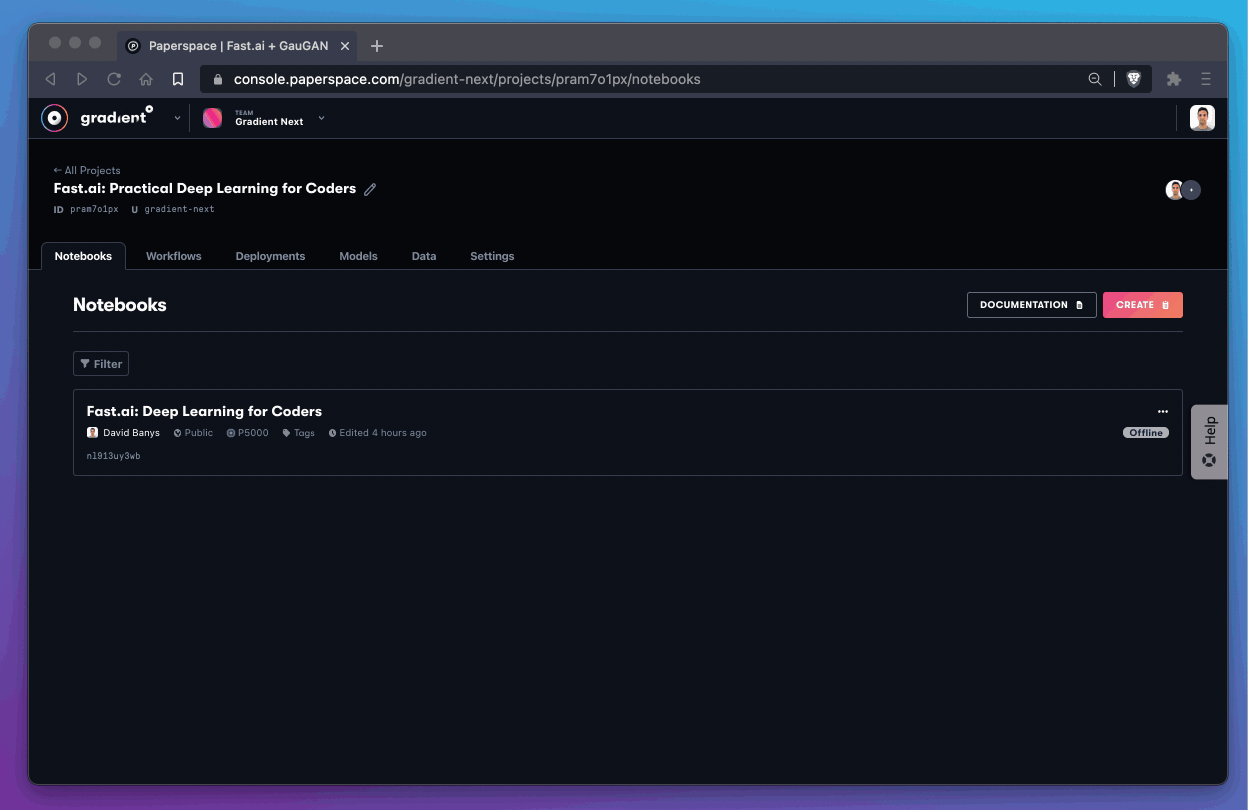 Paperspace | Fast.ai + GauGAN
console.paperspace.com/gradient-next/projects/pram7o1px/notebooks
gradient
TEAM
Gradient Next
← All Projects
Fast.ai: Practical Deep Learning for Coders
ID pram7o1px U gradient-next
Notebooks Workflows Deployments Models Data Settings
Notebooks
DOCUMENTATION CREATE
Filter
Fast.ai: Deep Learning for Coders
David Banys Public P5000 Tags Edited 4 hours ago
Offline
nl913uy3wb
Help